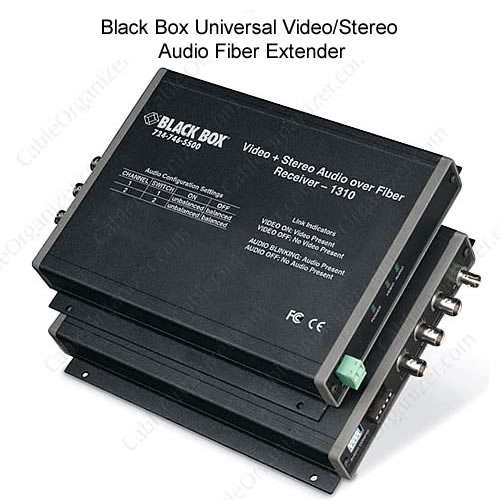 Black Box Universal Video/Stereo
Audio Fiber Extender
BLACK BOX
724-746-5500
Video + Stereo Audio over Fiber
Receiver – 1310
Audio Configuration Settings
CHANNEL SWITCH ON OFF
1 1 unbalanced balanced
2 2 unbalanced balanced
Link Indicators
VIDEO ON: Video Present
VIDEO OFF: No Video Present
AUDIO BLINKING: Audio Present
AUDIO OFF: No Audio Present
FC CE
CableOrganizer.com